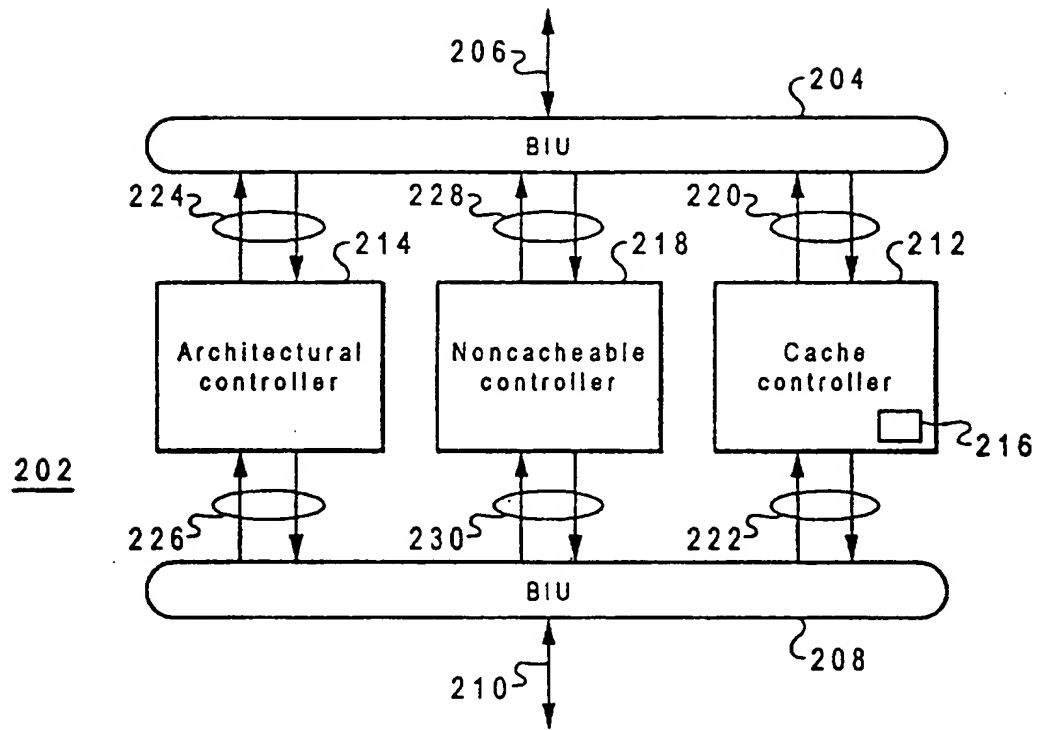 206
204
BIU
224
228
220
214
218
212
Architectural
controller
Noncacheable
controller
Cache
controller
216
202
226
230
222
BIU
208
210